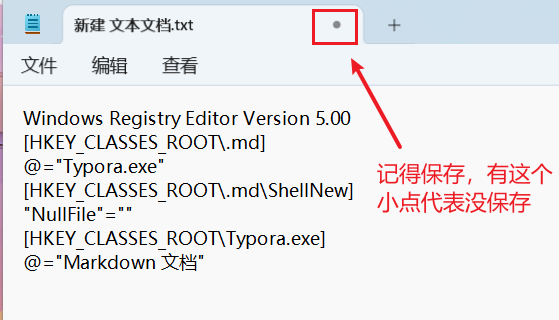 新建 文本文档.txt
文件 编辑 查看
Windows Registry Editor Version 5.00
[HKEY_CLASSES_ROOT\.md]
@="Typora.exe"
[HKEY_CLASSES_ROOT\.md\ShellNew]
"NullFile"=""
[HKEY_CLASSES_ROOT\Typora.exe]
@="Markdown 文档"
记得保存，有这个
小点代表没保存